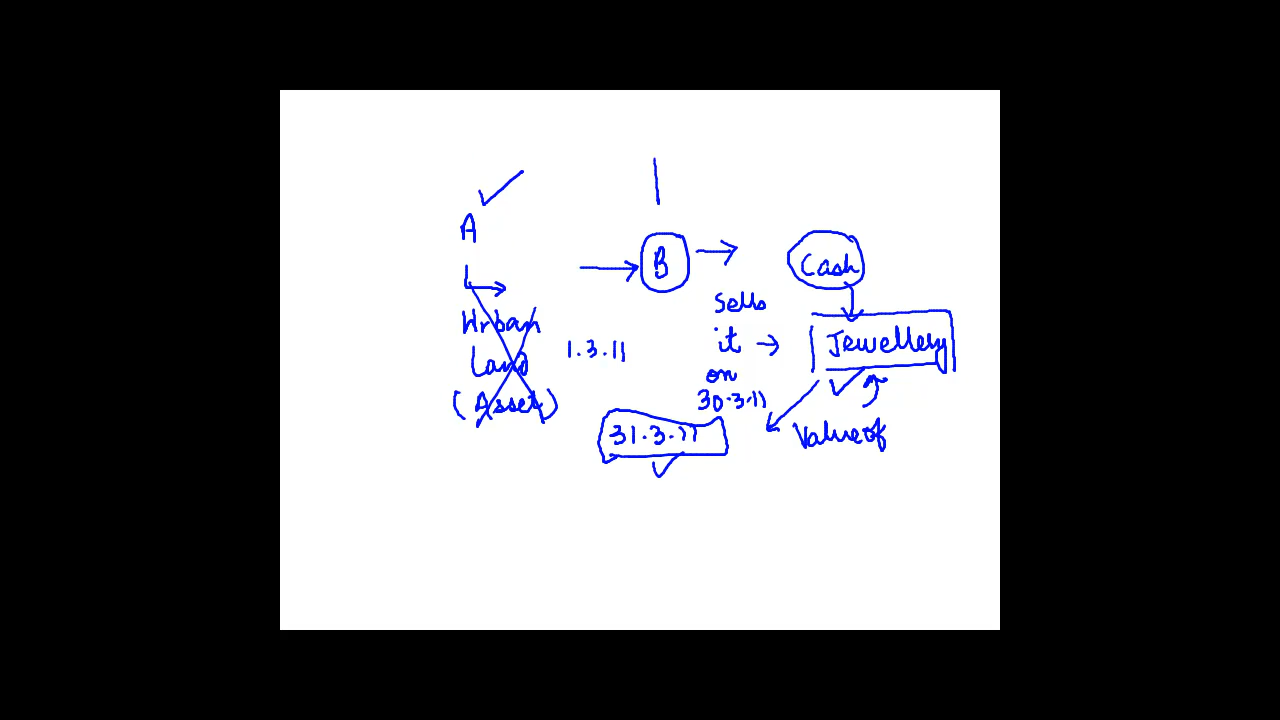 A
Urban
Land
(Asset)
1.3.11
B
Sells
it →
on
30.3.11
31.3.11
Cash
Jewellery
Value of